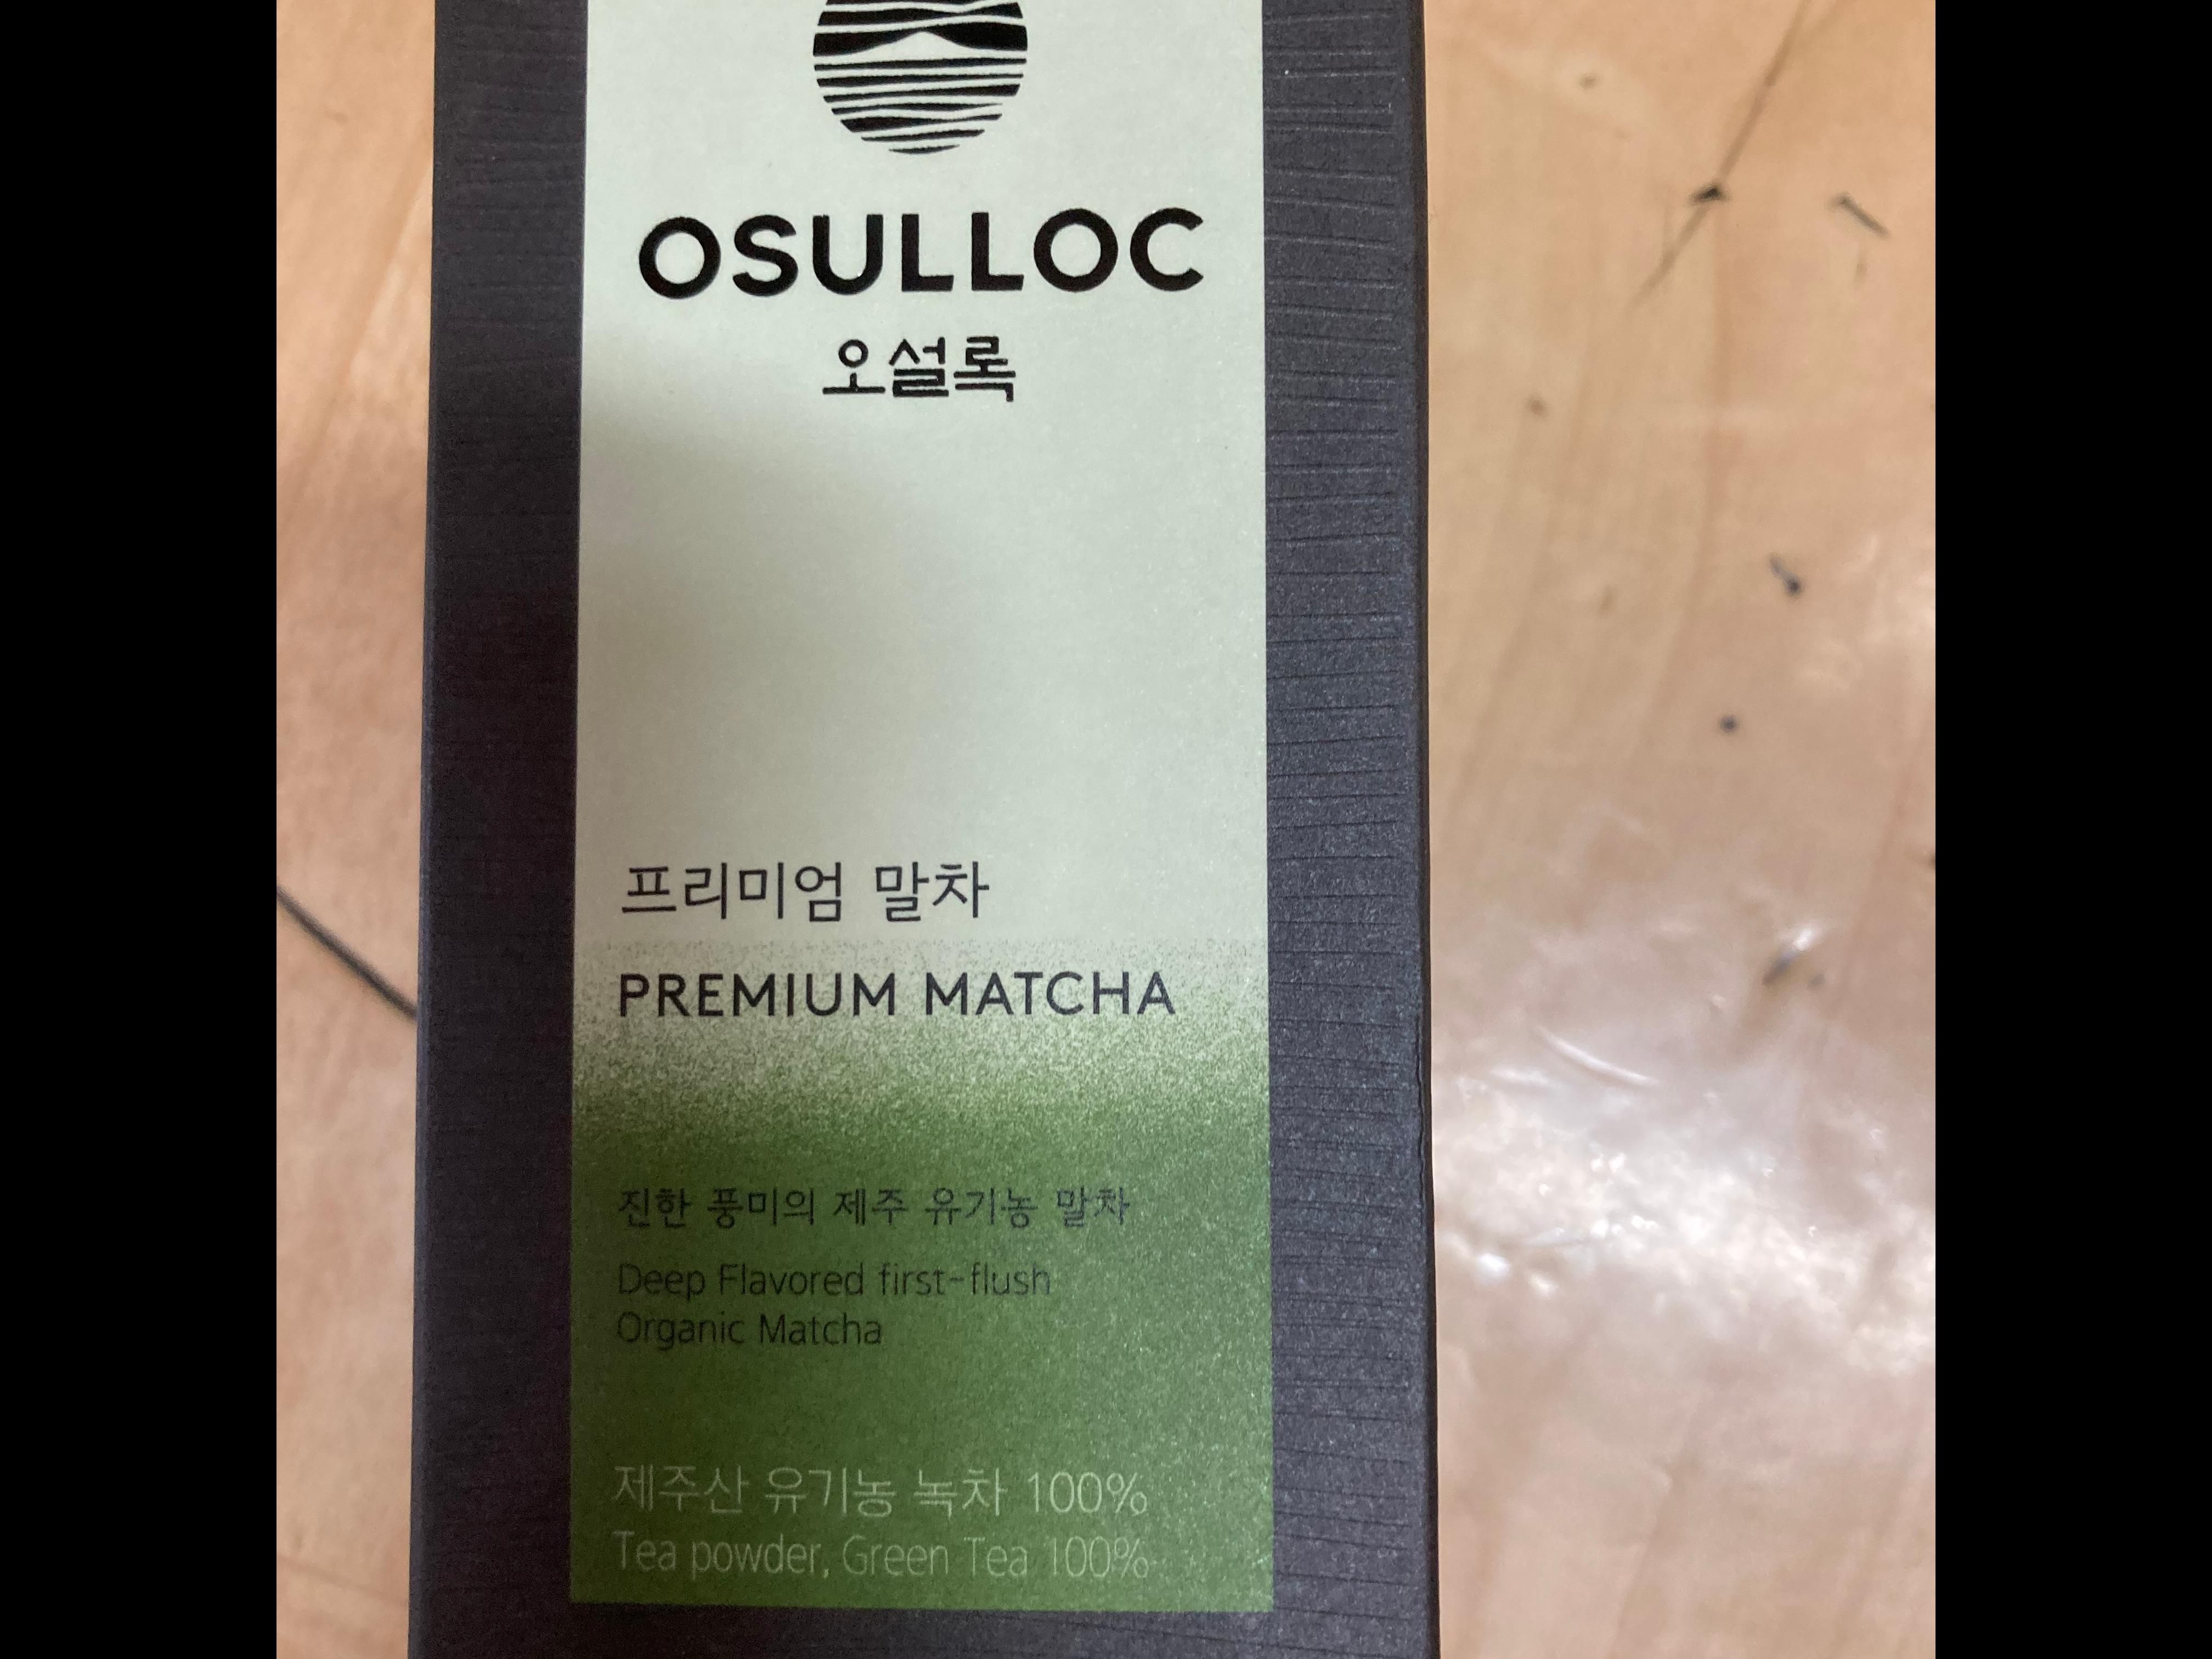 OSULLOC
오설록
프리미엄 말차
PREMIUM MATCHA
진한 풍미의 제주 유기농 말차
Deep Flavored first-flush
Organic Matcha
제주산 유기농 녹차 100%
Tea powder, Green Tea 100%